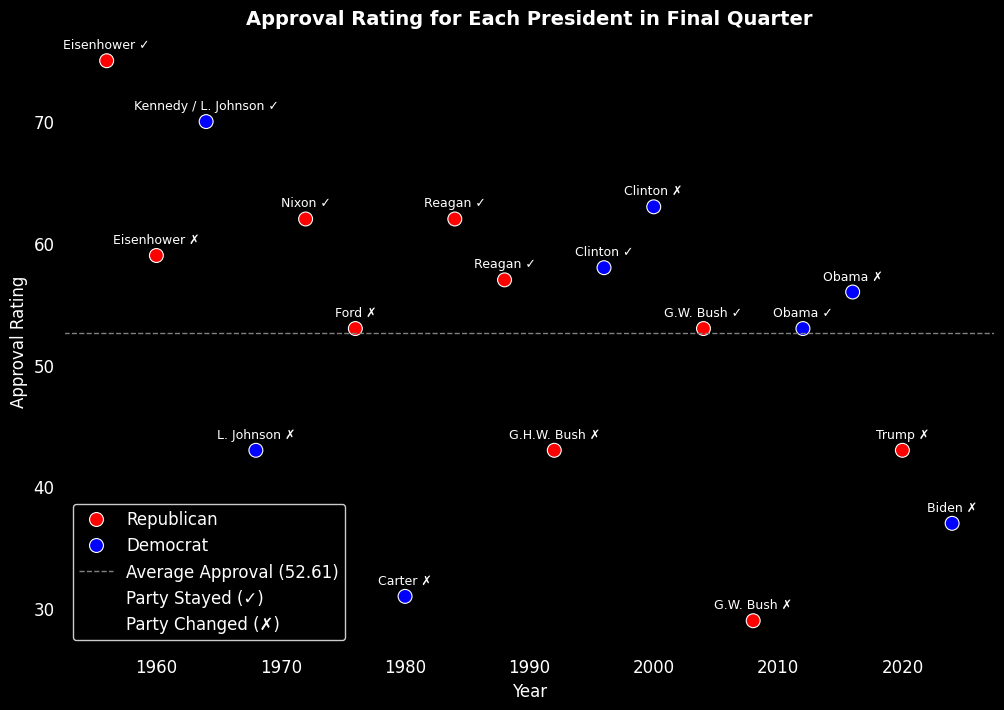 Approval Rating for Each President in Final Quarter
Eisenhower ✓
Kennedy / L. Johnson ✓
70
Nixon ✓
Reagan ✓
Clinton ✗
Eisenhower ✗
60
Clinton ✓
Reagan ✓
Obama ✗
Ford ✗
G.W. Bush ✓
Obama ✓
Approval Rating
50
L. Johnson ✗
G.H.W. Bush ✗
Trump ✗
40
Biden ✗
Republican
Democrat
Average Approval (52.61)
Party Stayed (✓)
Party Changed (✗)
Carter ✗
G.W. Bush ✗
30
1960 1970 1980 1990 2000 2010 2020
Year